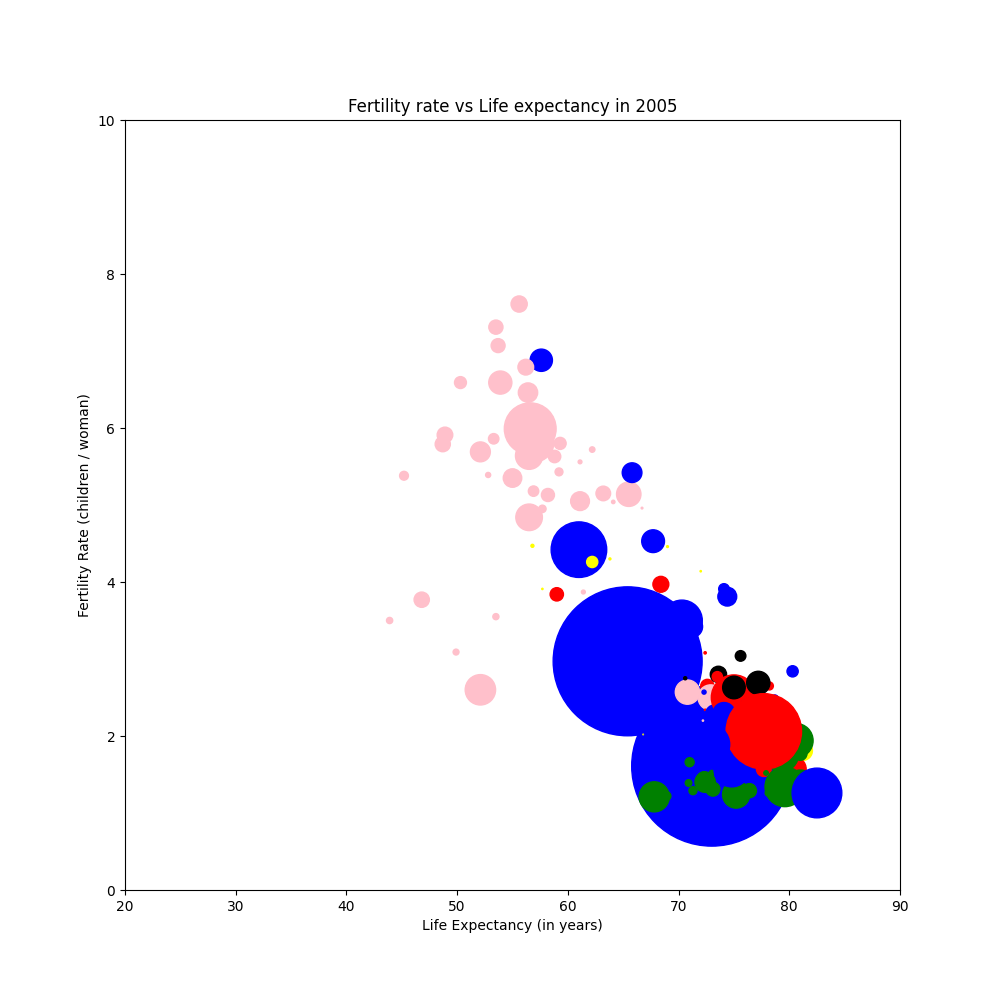 Fertility rate vs Life expectancy in 2005
10
8
6
4
2
0
Fertility Rate (children / woman)
20 30 40 50 60 70 80 90
Life Expectancy (in years)